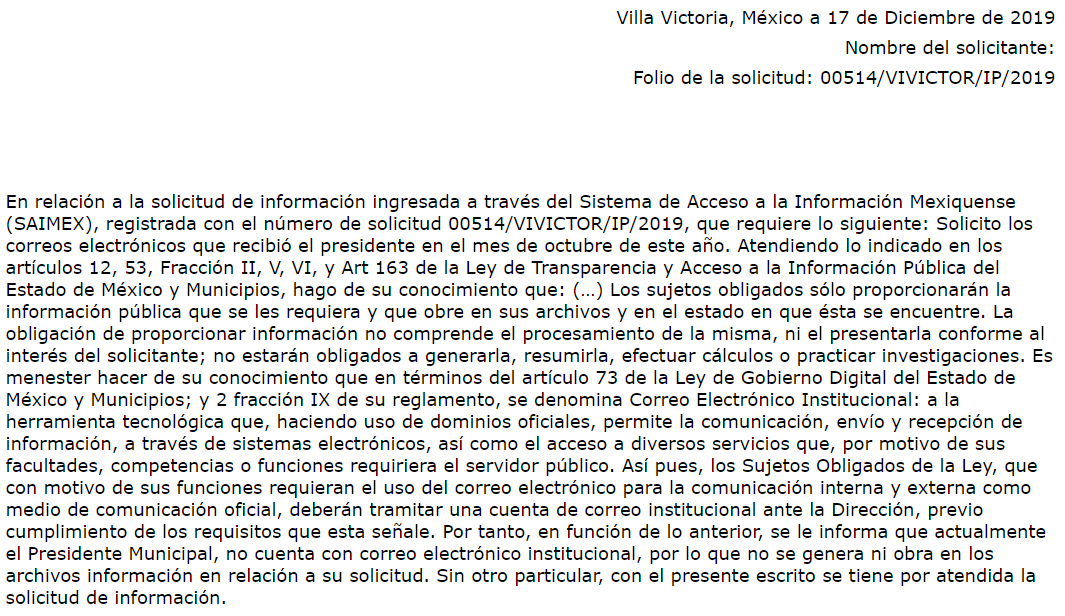 Villa Victoria, México a 17 de Diciembre de 2019
Nombre del solicitante:
Folio de la solicitud: 00514/VIVICTOR/IP/2019
En relación a la solicitud de información ingresada a través del Sistema de Acceso a la Información Mexiquense
(SAIMEX), registrada con el número de solicitud 00514/VIVICTOR/IP/2019, que requiere lo siguiente: Solicito los
correos electrónicos que recibió el presidente en el mes de octubre de este año. Atendiendo lo indicado en los
artículos 12, 53, Fracción II, V, VI, y Art 163 de la Ley de Transparencia y Acceso a la Información Pública del
Estado de México y Municipios, hago de su conocimiento que: (…) Los sujetos obligados sólo proporcionarán la
información pública que se les requiera y que obre en sus archivos y en el estado en que ésta se encuentre. La
obligación de proporcionar información no comprende el procesamiento de la misma, ni el presentarla conforme al
interés del solicitante; no estarán obligados a generarla, resumirla, efectuar cálculos o practicar investigaciones. Es
menester hacer de su conocimiento que en términos del artículo 73 de la Ley de Gobierno Digital del Estado de
México y Municipios; y 2 fracción IX de su reglamento, se denomina Correo Electrónico Institucional: a la
herramienta tecnológica que, haciendo uso de dominios oficiales, permite la comunicación, envío y recepción de
información, a través de sistemas electrónicos, así como el acceso a diversos servicios que, por motivo de sus
facultades, competencias o funciones requiriera el servidor público. Así pues, los Sujetos Obligados de la Ley, que
con motivo de sus funciones requieran el uso del correo electrónico para la comunicación interna y externa como
medio de comunicación oficial, deberán tramitar una cuenta de correo institucional ante la Dirección, previo
cumplimiento de los requisitos que esta señale. Por tanto, en función de lo anterior, se le informa que actualmente
el Presidente Municipal, no cuenta con correo electrónico institucional, por lo que no se genera ni obra en los
archivos información en relación a su solicitud. Sin otro particular, con el presente escrito se tiene por atendida la
solicitud de información.